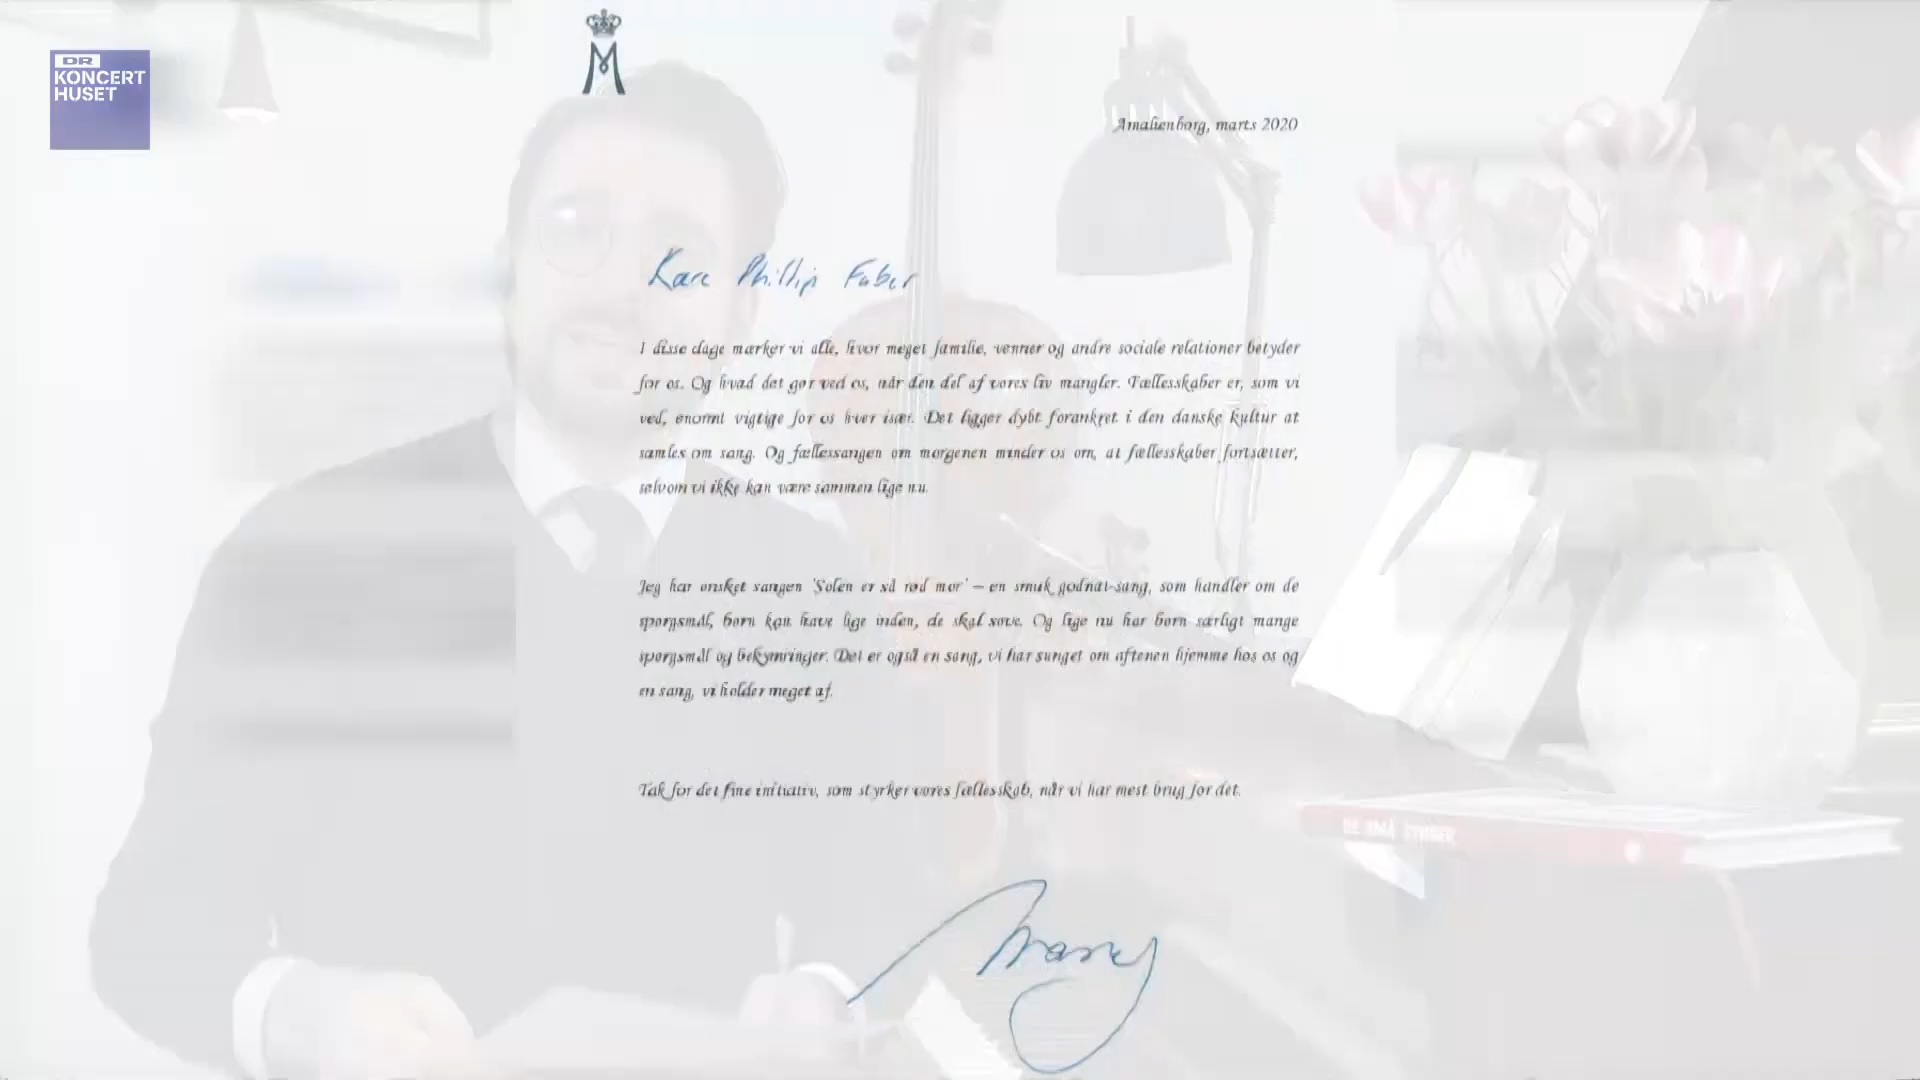 DR
KONCERT
HUSET
M
Amalienborg, marts 2020
Kære Phillip Faber
I disse dage mærker vi alle, hvor meget familie, venner og andre sociale relationer betyder
for os. Og hvad det gør ved os, når den del af vores liv mangler. Fællesskaber er, som vi
ved, enormt vigtige for os hver især. Det ligger dybt forankret i den danske kultur at
samles om sang. Og fællessangen om morgenen minder os om, at fællesskaber fortsætter,
selvom vi ikke kan være sammen lige nu.
Jeg har ønsket sangen 'Solen er så rød mor' – en smuk godnat-sang, som handler om de
spørgsmål, børn kan have lige inden, de skal sove. Og lige nu har børn særligt mange
spørgsmål og bekymringer. Det er også en sang, vi har sunget om aftenen hjemme hos os og
en sang, vi holder meget af.
Tak for det fine initiativ, som styrker vores fællesskab, når vi har mest brug for det.
Mary
DE SMÅ SYNGER